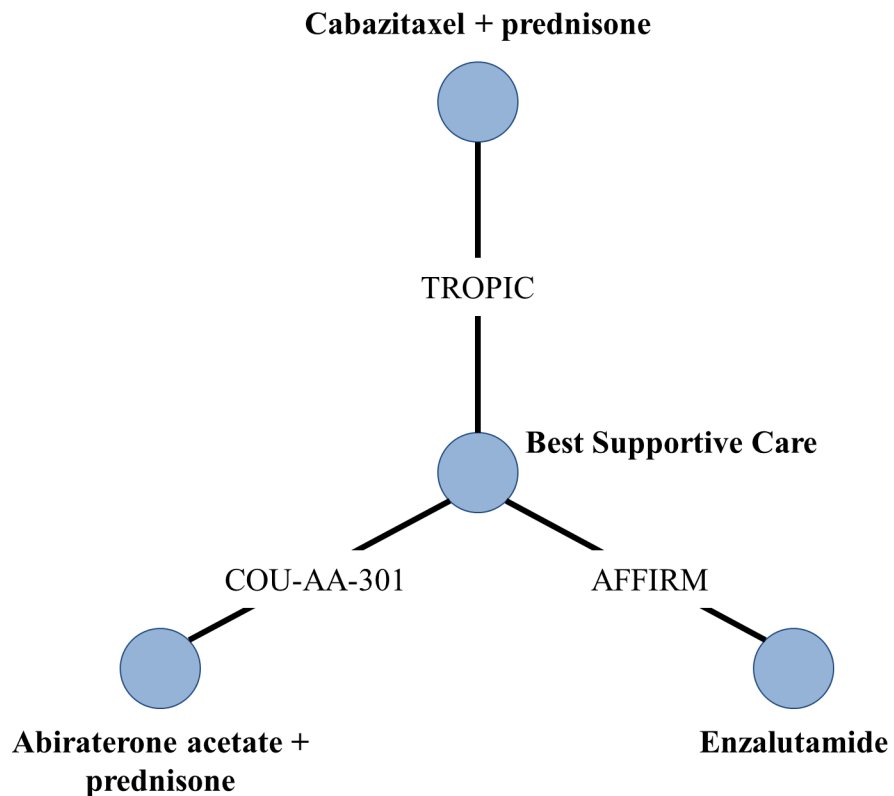 Cabazitaxel + prednisone
TROPIC
Best Supportive Care
COU-AA-301
AFFIRM
Abiraterone acetate +
prednisone
Enzalutamide